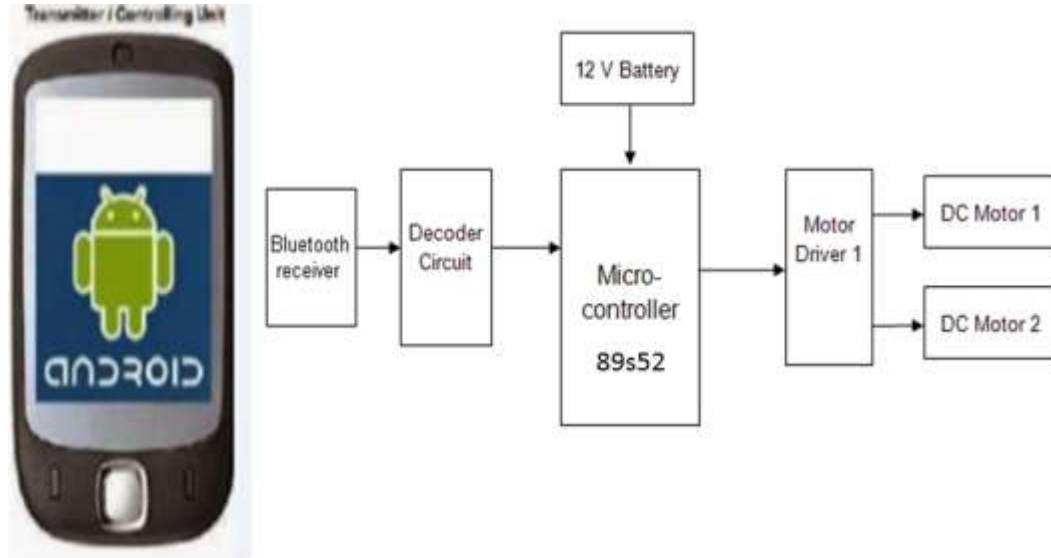 Transmitter / Controlling Unit
ANDROID
12 V Battery
Bluetooth
receiver
Decoder
Circuit
Micro-
controller
89s52
Motor
Driver 1
DC Motor 1
DC Motor 2